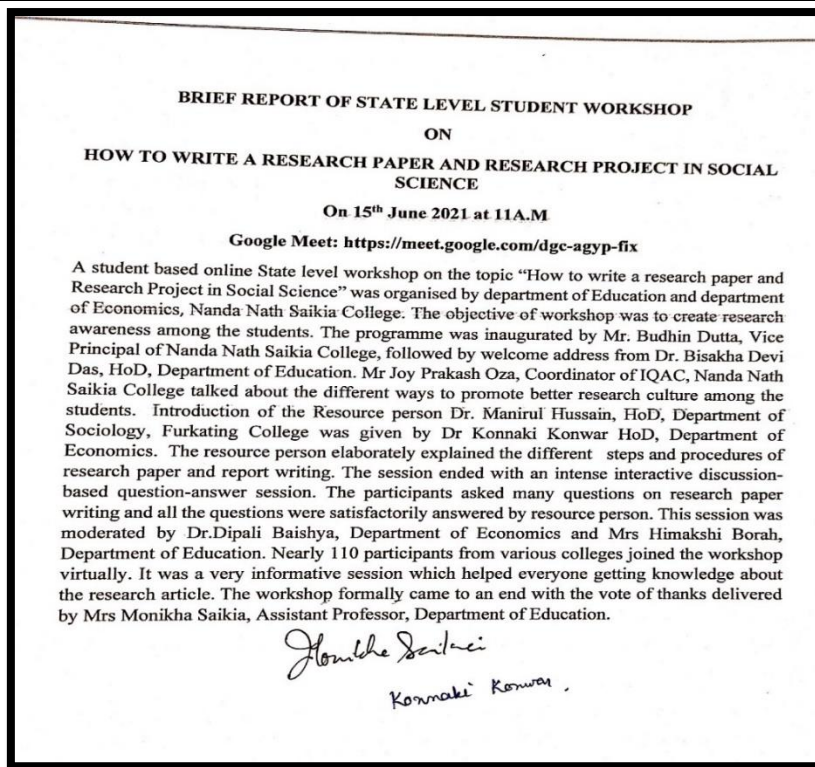 BRIEF REPORT OF STATE LEVEL STUDENT WORKSHOP
ON
HOW TO WRITE A RESEARCH PAPER AND RESEARCH PROJECT IN SOCIAL
SCIENCE
On 15th June 2021 at 11A.M
Google Meet: https://meet.google.com/dgc-agyp-fix
A student based online State level workshop on the topic “How to write a research paper and
Research Project in Social Science” was organised by department of Education and department
of Economics, Nanda Nath Saikia College. The objective of workshop was to create research
awareness among the students. The programme was inaugurated by Mr. Budhin Dutta, Vice
Principal of Nanda Nath Saikia College, followed by welcome address from Dr. Bisakha Devi
Das, HoD, Department of Education. Mr Joy Prakash Oza, Coordinator of IQAC, Nanda Nath
Saikia College talked about the different ways to promote better research culture among the
students. Introduction of the Resource person Dr. Manirul Hussain, HoD, Department of
Sociology, Furkating College was given by Dr Konnaki Konwar HoD, Department of
Economics. The resource person elaborately explained the different steps and procedures of
research paper and report writing. The session ended with an intense interactive discussion-
based question-answer session. The participants asked many questions on research paper
writing and all the questions were satisfactorily answered by resource person. This session was
moderated by Dr.Dipali Baishya, Department of Economics and Mrs Himakshi Borah,
Department of Education. Nearly 110 participants from various colleges joined the workshop
virtually. It was a very informative session which helped everyone getting knowledge about
the research article. The workshop formally came to an end with the vote of thanks delivered
by Mrs Monikha Saikia, Assistant Professor, Department of Education.
Monikha Saikia
Konnaki Konwar.